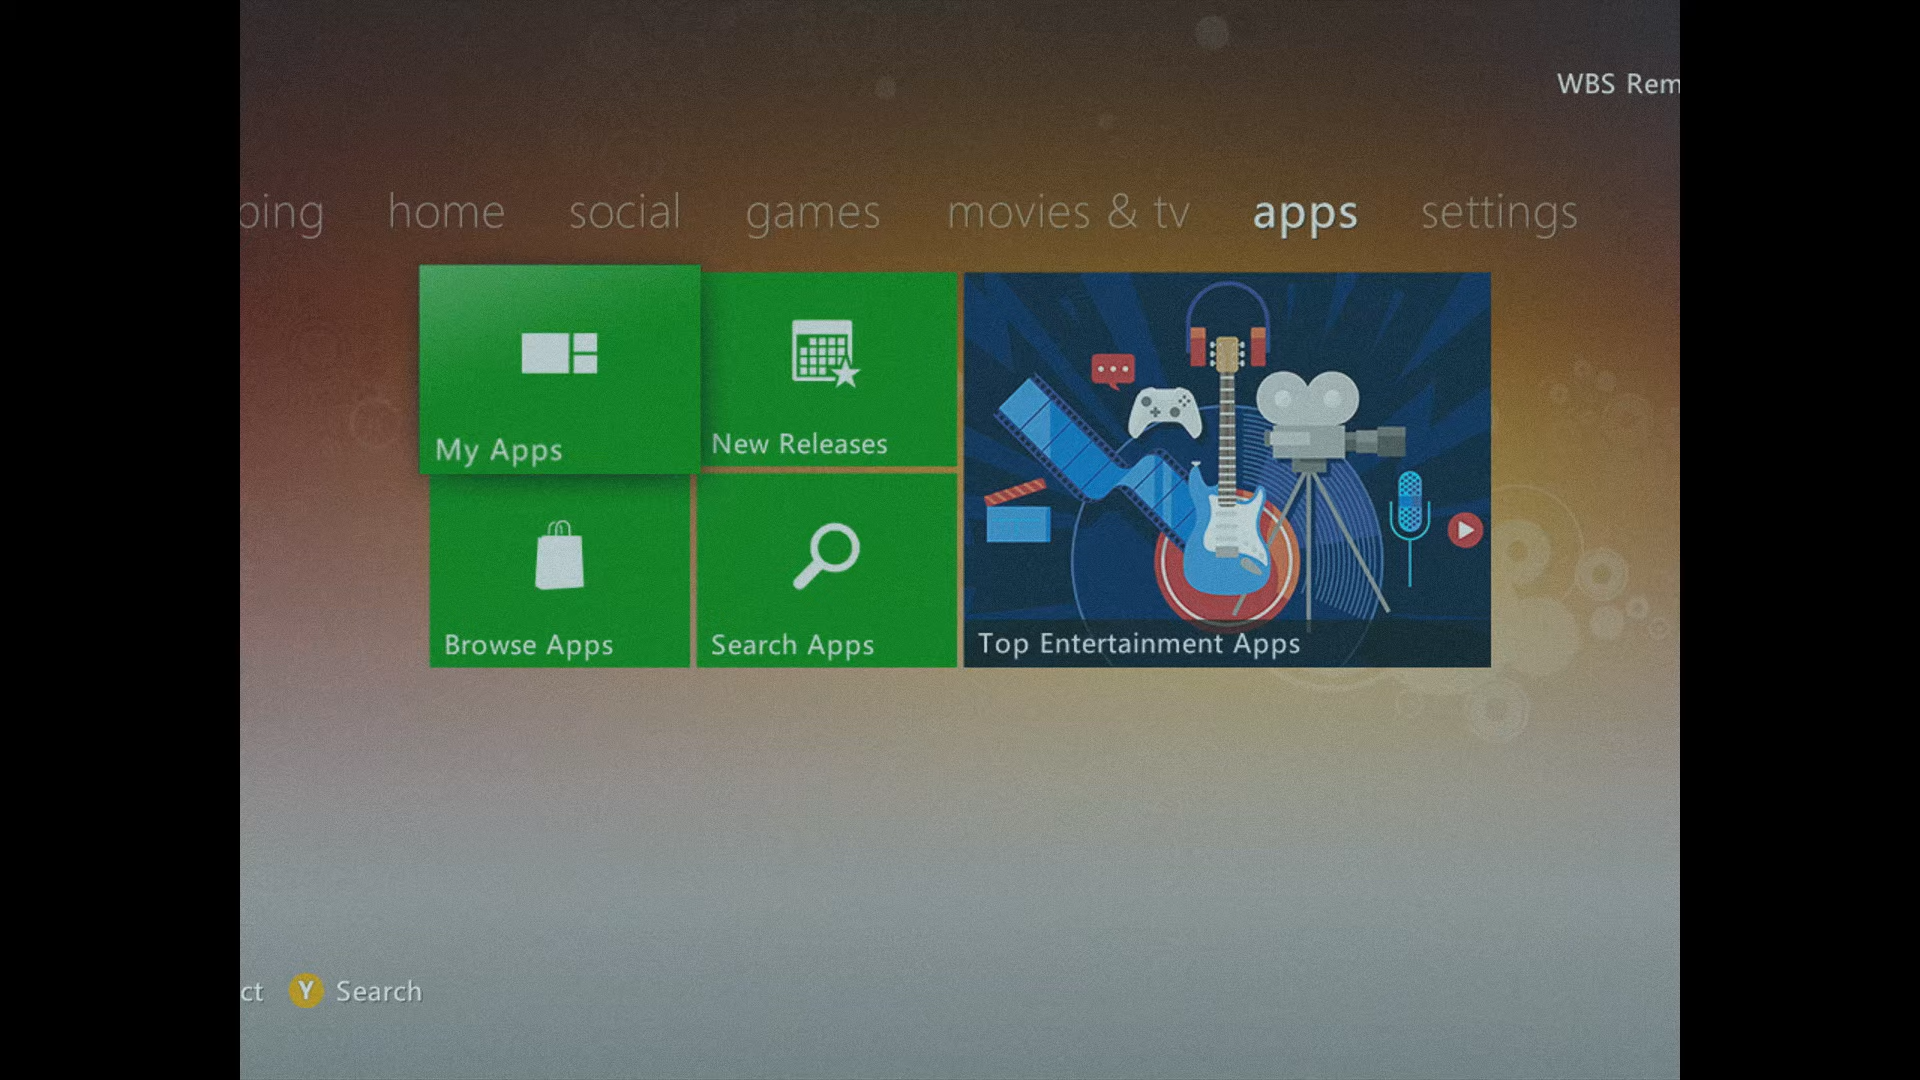 WBS Rem
ping home social games movies & tv apps settings
My Apps
New Releases
Browse Apps
Search Apps
Top Entertainment Apps
ct Y Search